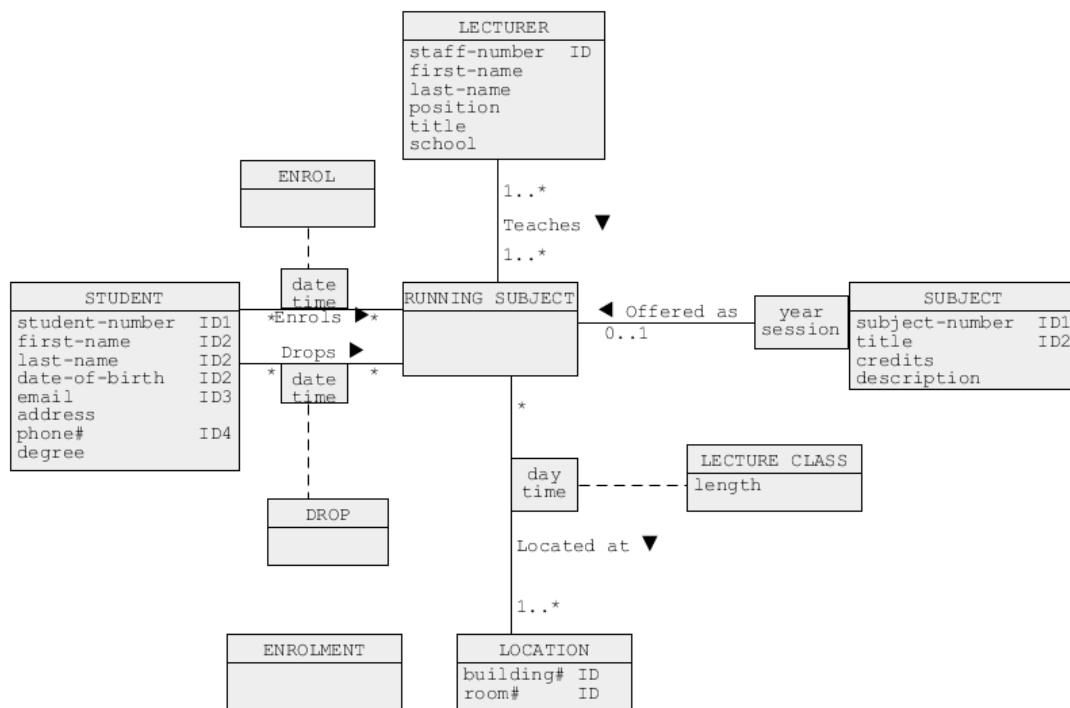 LECTURER
staff-number ID
first-name
last-name
position
title
school
ENROL
1..*
Teaches ▼
1..*
date
time
STUDENT
student-number ID1
first-name ID2
last-name ID2
date-of-birth ID2
email ID3
address
phone# ID4
degree
* Enrols ▶ *
Drops ▶
* *
date
time
RUNNING SUBJECT
◀ Offered as
0..1
year
session
SUBJECT
subject-number ID1
title ID2
credits
description
*
day
time
LECTURE CLASS
length
DROP
Located at ▼
1..*
ENROLMENT
LOCATION
building# ID
room# ID